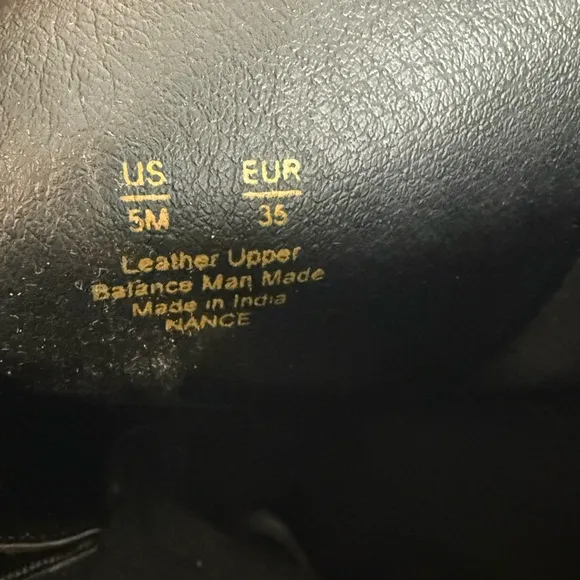 US EUR
5M 35
Leather Upper
Balance Man Made
Made in India
NANCE